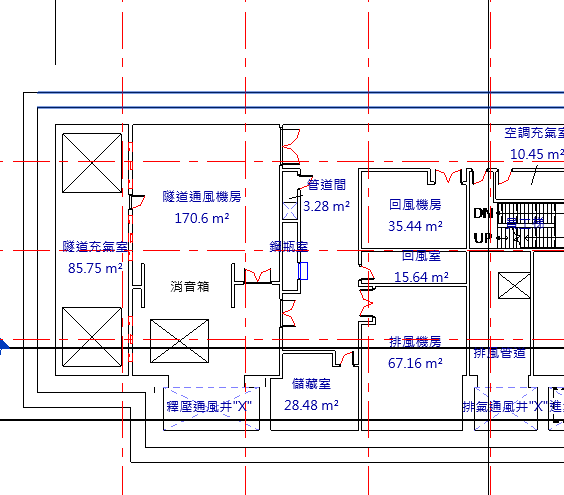 空調充氣室
10.45 m²
管道間
3.28 m²
隧道通風機房
170.6 m²
回風機房
35.44 m²
DN
UP
隧道充氣室
85.75 m²
鋼瓶室
回風室
15.64 m²
消音箱
排風機房
67.16 m²
排風管道
儲藏室
28.48 m²
釋壓通風井"X"
排氣通風井"X"
進